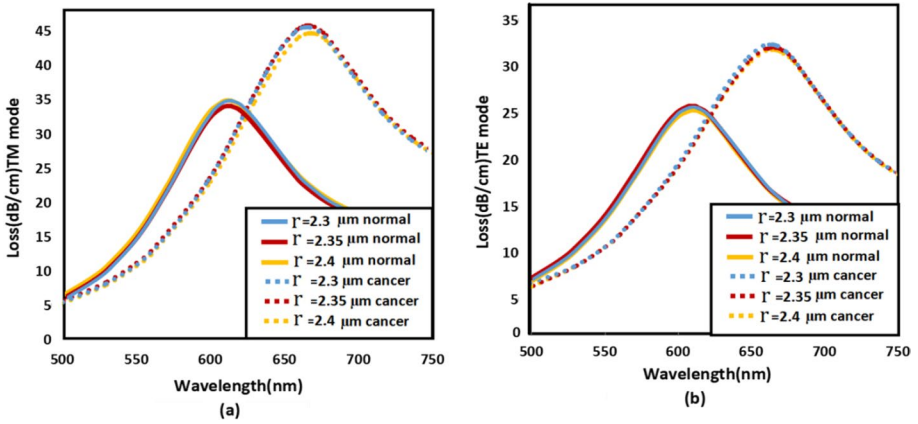 Loss(dB/cm)TM mode
45
40
35
30
25
20
15
10
5
0
500
550
600
650
700
750
r=2.3 µm normal
r=2.35 µm normal
r=2.4 µm normal
r=2.3 µm cancer
r=2.35 µm cancer
r=2.4 µm cancer
Wavelength(nm)
(a)
Loss(dB/cm)TE mode
35
30
25
20
15
10
5
0
500
550
600
650
700
750
r=2.3 µm normal
r=2.35 µm normal
r=2.4 µm normal
r=2.3 µm cancer
r=2.35 µm cancer
r=2.4 µm cancer
Wavelength(nm)
(b)